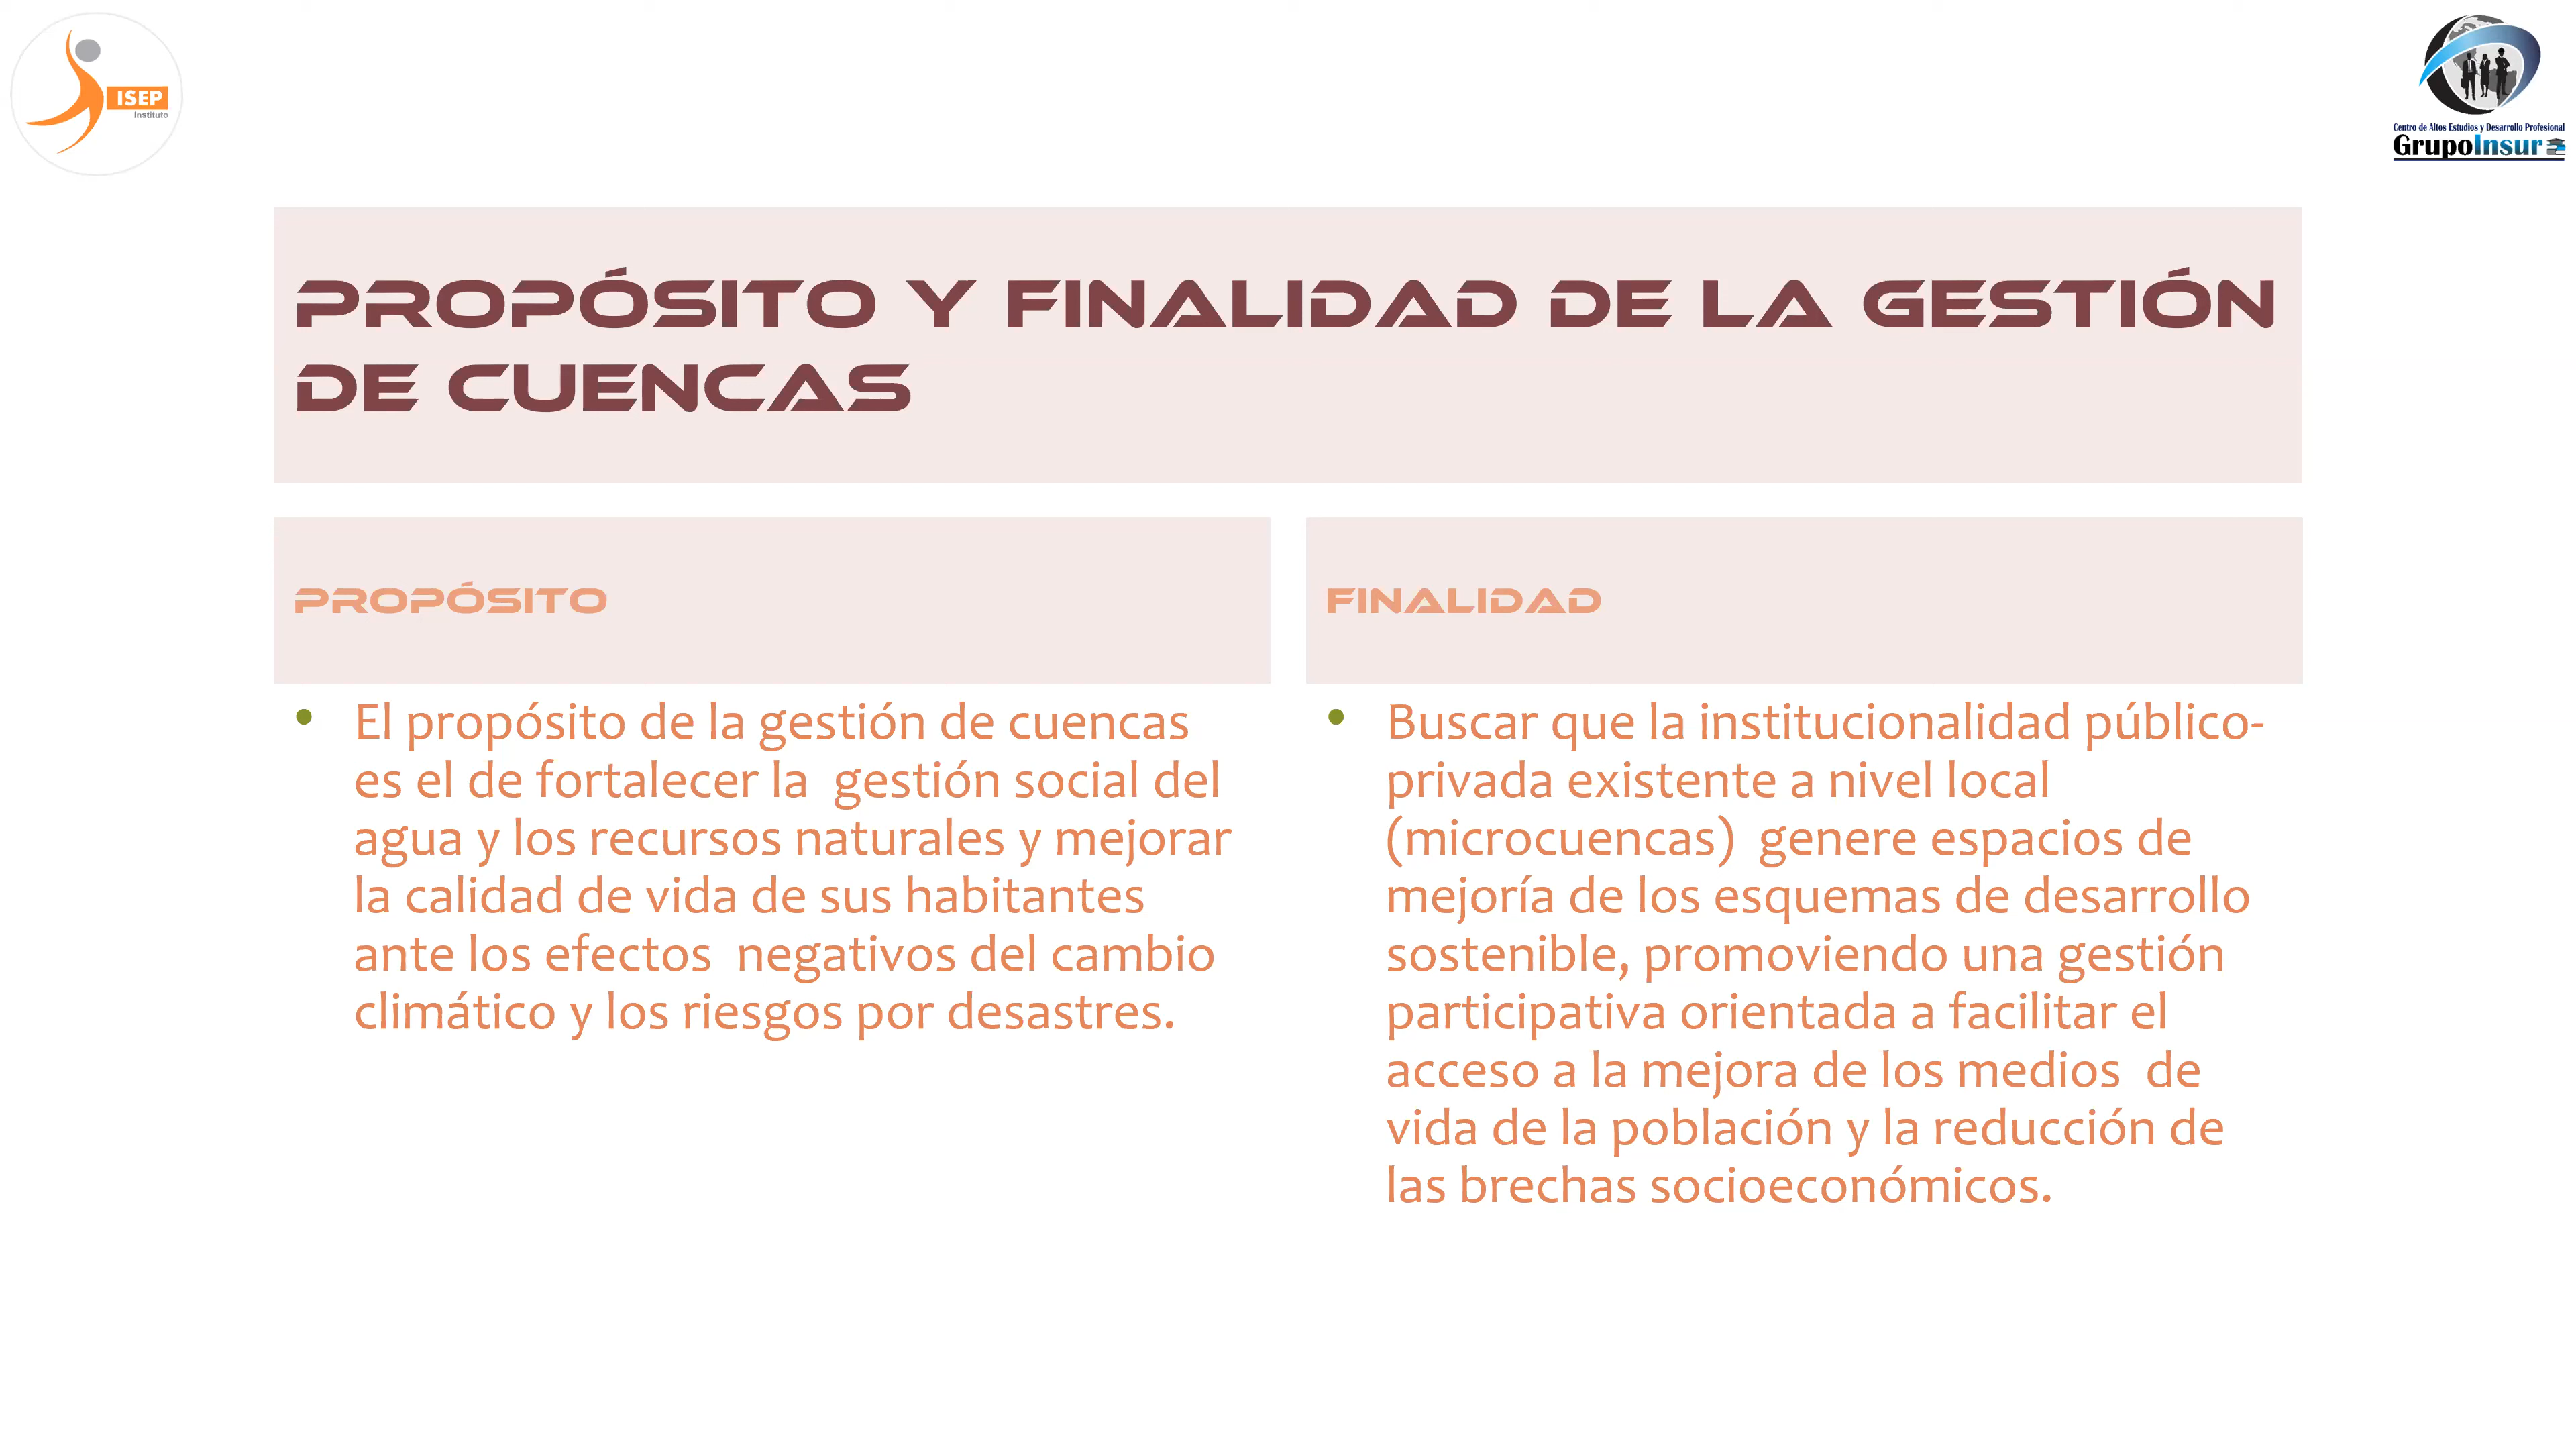 ISEP
Instituto
Centro de Altos Estudios y Desarrollo Profesional
GrupoInsur
PROPÓSITO Y FINALIDAD DE LA GESTIÓN
DE CUENCAS
PROPÓSITO
• El propósito de la gestión de cuencas
es el de fortalecer la gestión social del
agua y los recursos naturales y mejorar
la calidad de vida de sus habitantes
ante los efectos negativos del cambio
climático y los riesgos por desastres.
FINALIDAD
• Buscar que la institucionalidad público-
privada existente a nivel local
(microcuencas) genere espacios de
mejoría de los esquemas de desarrollo
sostenible, promoviendo una gestión
participativa orientada a facilitar el
acceso a la mejora de los medios de
vida de la población y la reducción de
las brechas socioeconómicos.